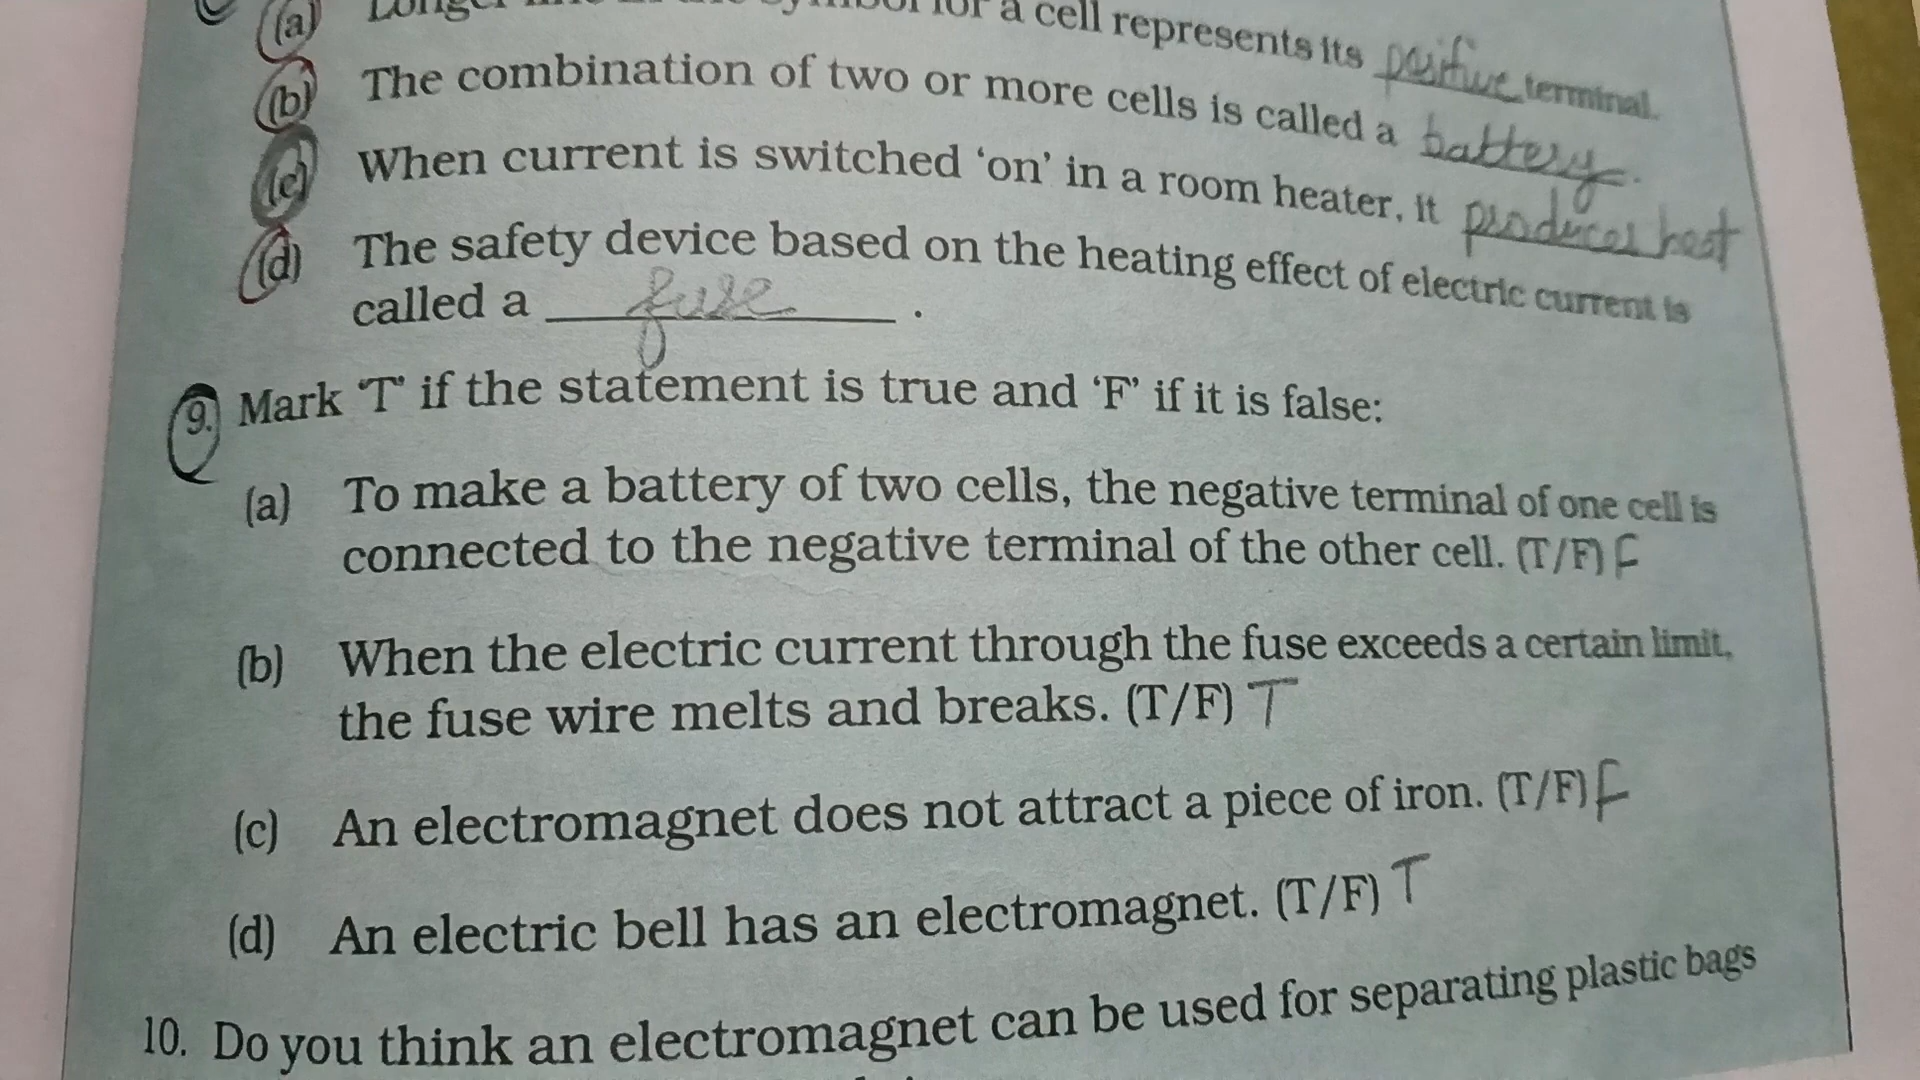 (a) Longer line in the symbol for a cell represents its positive terminal.
(b) The combination of two or more cells is called a battery.
(c) When current is switched ‘on’ in a room heater, it produces heat
(d) The safety device based on the heating effect of electric current is
called a fuse .
9. Mark ‘T’ if the statement is true and ‘F’ if it is false:
(a) To make a battery of two cells, the negative terminal of one cell is
connected to the negative terminal of the other cell. (T/F) F
(b) When the electric current through the fuse exceeds a certain limit,
the fuse wire melts and breaks. (T/F) T
(c) An electromagnet does not attract a piece of iron. (T/F) F
(d) An electric bell has an electromagnet. (T/F) T
10. Do you think an electromagnet can be used for separating plastic bags